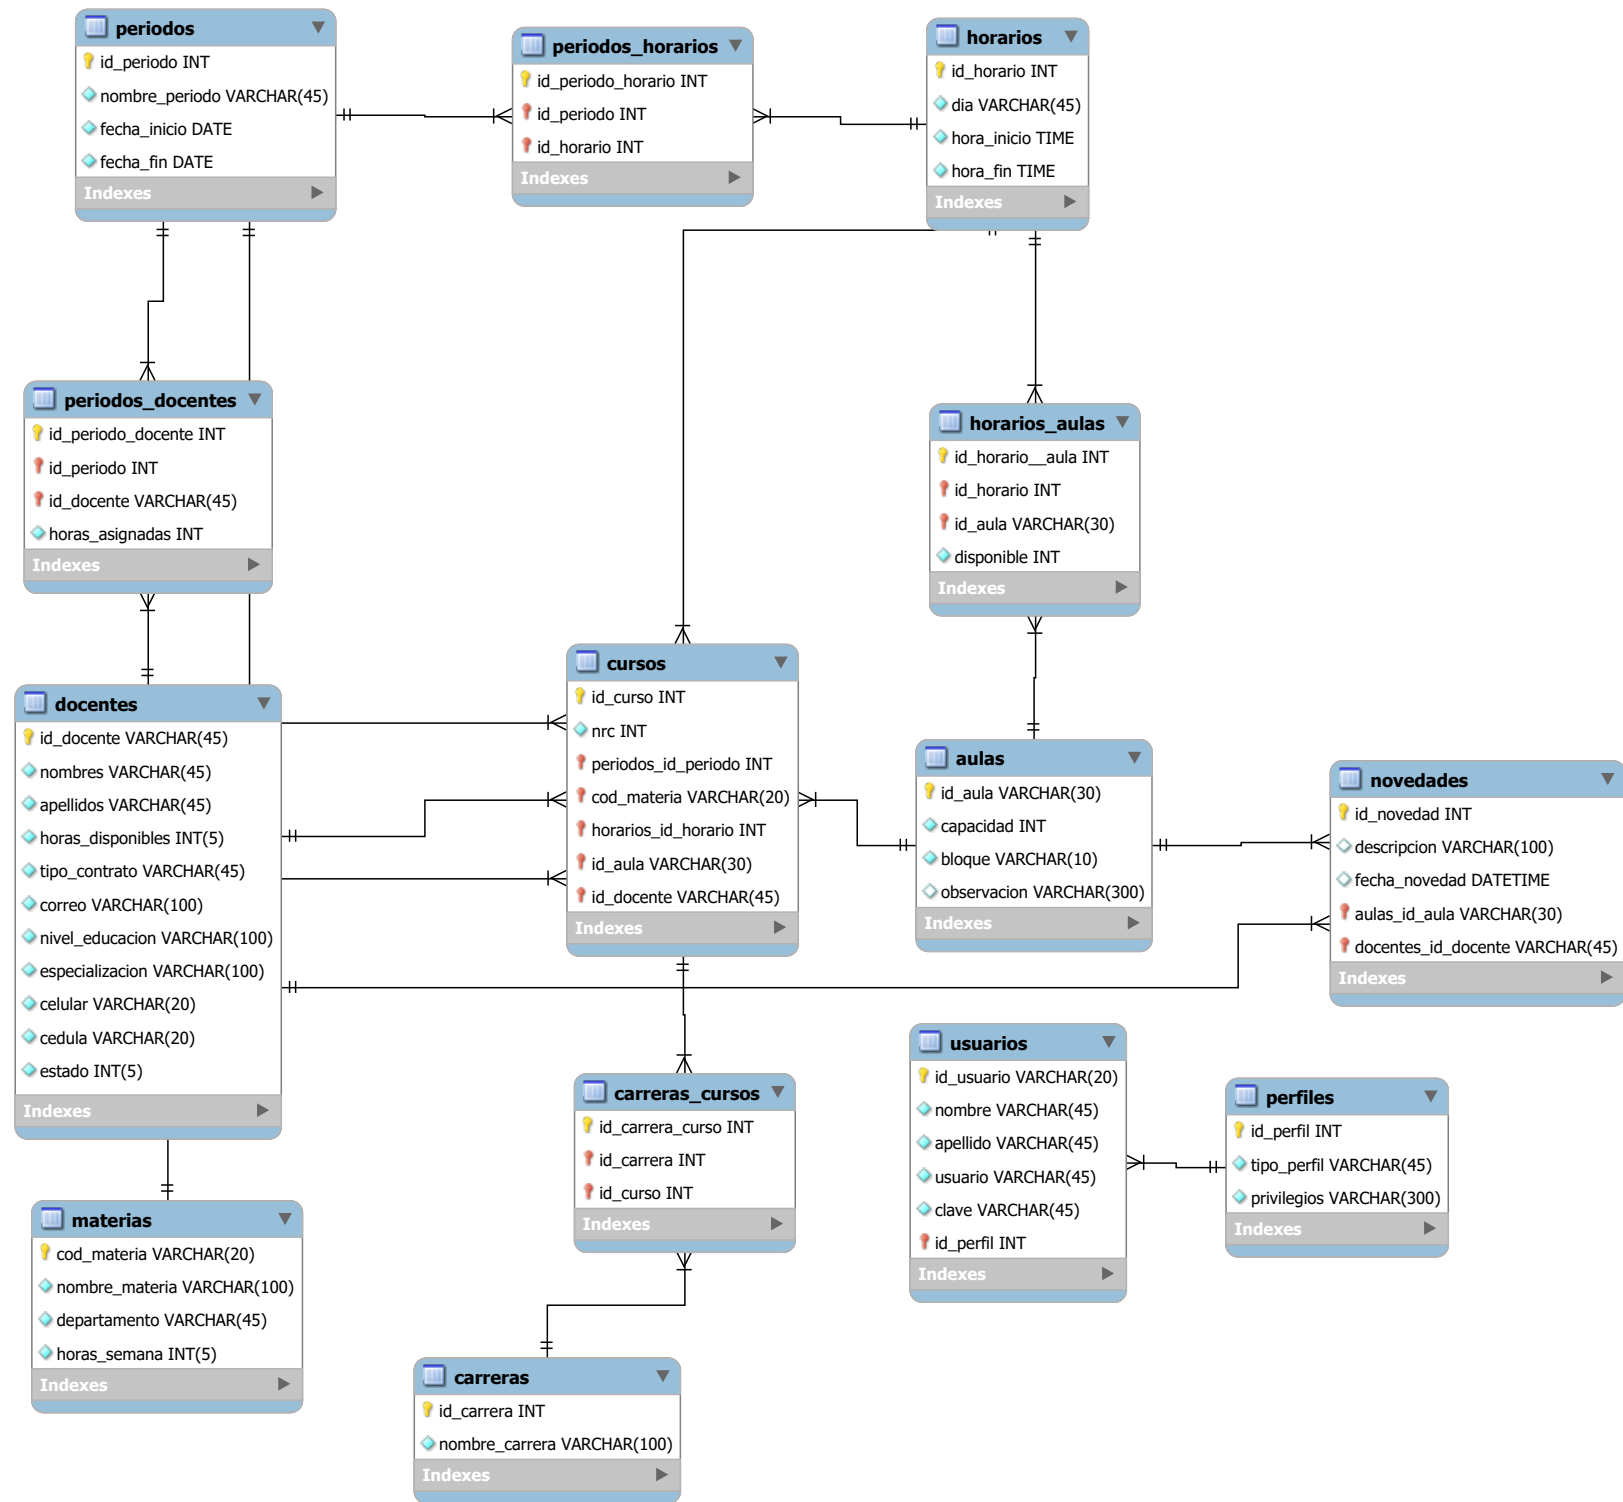 periodos
id_periodo INT
nombre_periodo VARCHAR(45)
fecha_inicio DATE
fecha_fin DATE
Indexes
periodos_horarios
id_periodo_horario INT
id_periodo INT
id_horario INT
Indexes
horarios
id_horario INT
dia VARCHAR(45)
hora_inicio TIME
hora_fin TIME
Indexes
periodos_docentes
id_periodo_docente INT
id_periodo INT
id_docente VARCHAR(45)
horas_asignadas INT
Indexes
horarios_aulas
id_horario__aula INT
id_horario INT
id_aula VARCHAR(30)
disponible INT
Indexes
docentes
id_docente VARCHAR(45)
nombres VARCHAR(45)
apellidos VARCHAR(45)
horas_disponibles INT(5)
tipo_contrato VARCHAR(45)
correo VARCHAR(100)
nivel_educacion VARCHAR(100)
especializacion VARCHAR(100)
celular VARCHAR(20)
cedula VARCHAR(20)
estado INT(5)
Indexes
cursos
id_curso INT
nrc INT
periodos_id_periodo INT
cod_materia VARCHAR(20)
horarios_id_horario INT
id_aula VARCHAR(30)
id_docente VARCHAR(45)
Indexes
aulas
id_aula VARCHAR(30)
capacidad INT
bloque VARCHAR(10)
observacion VARCHAR(300)
Indexes
novedades
id_novedad INT
descripcion VARCHAR(100)
fecha_novedad DATETIME
aulas_id_aula VARCHAR(30)
docentes_id_docente VARCHAR(45)
Indexes
carreras_cursos
id_carrera_curso INT
id_carrera INT
id_curso INT
Indexes
usuarios
id_usuario VARCHAR(20)
nombre VARCHAR(45)
apellido VARCHAR(45)
usuario VARCHAR(45)
clave VARCHAR(45)
id_perfil INT
Indexes
perfiles
id_perfil INT
tipo_perfil VARCHAR(45)
privilegios VARCHAR(300)
Indexes
materias
cod_materia VARCHAR(20)
nombre_materia VARCHAR(100)
departamento VARCHAR(45)
horas_semana INT(5)
Indexes
carreras
id_carrera INT
nombre_carrera VARCHAR(100)
Indexes